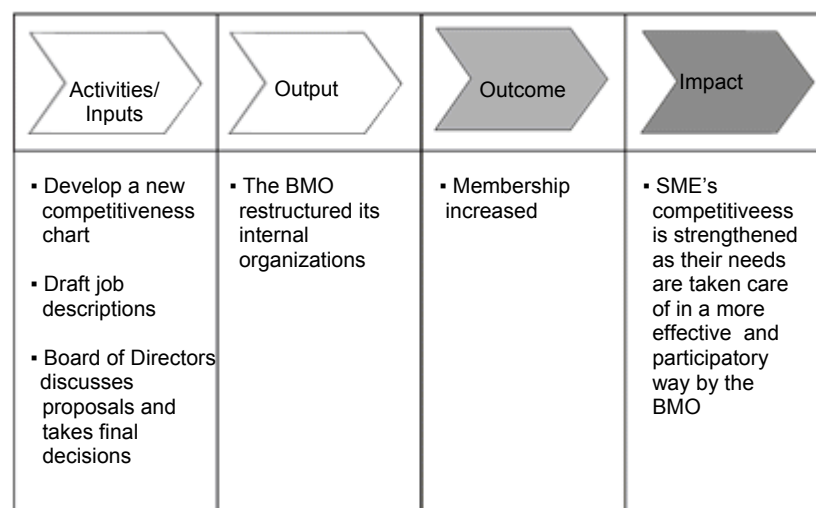 Activities/
Inputs
Output
Outcome
Impact
▪ Develop a new
competitiveness
chart
▪ Draft job
descriptions
▪ Board of Directors
discusses
proposals and
takes final
decisions
▪ The BMO
restructured its
internal
organizations
▪ Membership
increased
▪ SME's
competitiveess
is strengthened
as their needs
are taken care
of in a more
effective and
participatory
way by the
BMO